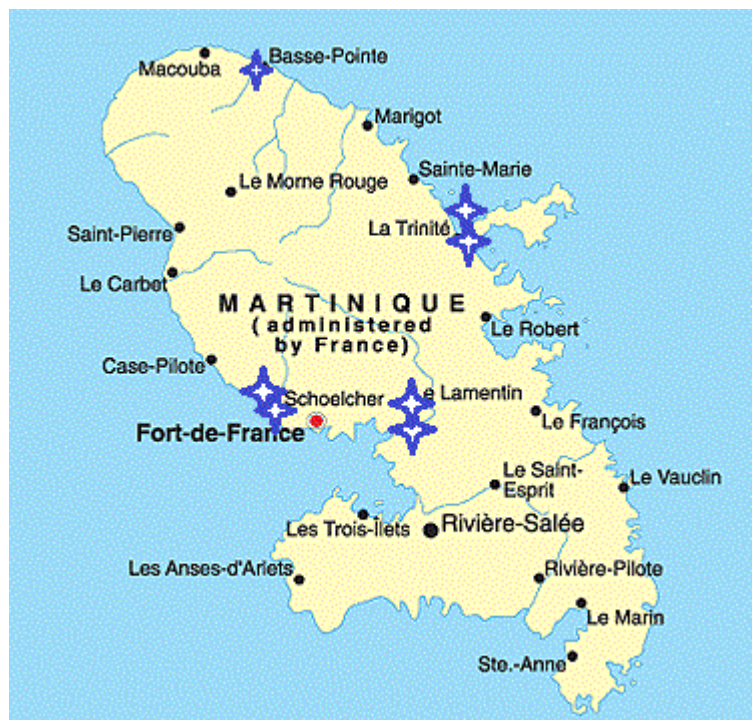 Basse-Pointe
Macouba
Marigot
Sainte-Marie
Le Morne Rouge
La Trinité
Saint-Pierre
Le Carbet
MARTINIQUE
(administered
by France)
Le Robert
Case-Pilote
Schoelcher
e Lamentin
Le François
Fort-de-France
Le Saint-
Esprit
Le Vauclin
Les Trois-Îlets
Rivière-Salée
Les Anses-d'Arlets
Rivière-Pilote
Le Marin
Ste.-Anne